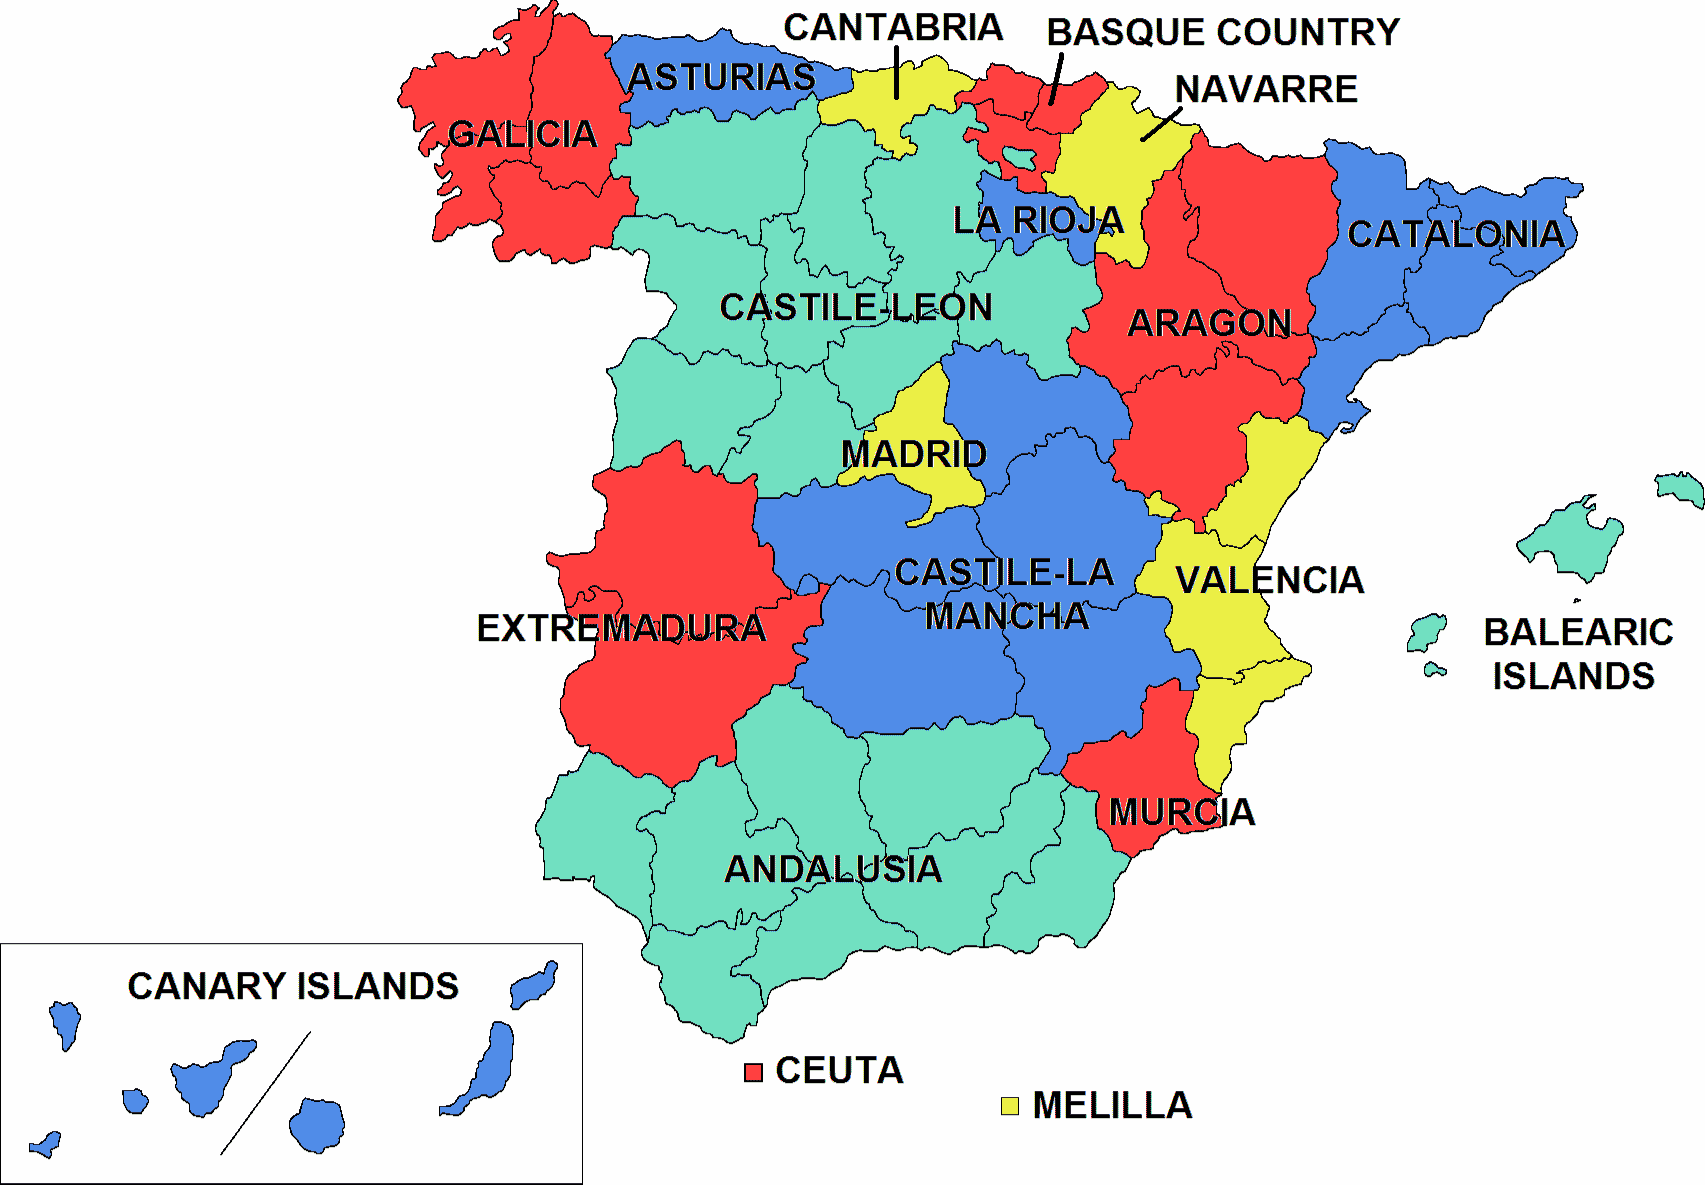 CANTABRIA
BASQUE COUNTRY
ASTURIAS
NAVARRE
GALICIA
LA RIOJA
CATALONIA
CASTILE-LEON
ARAGON
MADRID
CASTILE-LA
MANCHA
VALENCIA
EXTREMADURA
BALEARIC
ISLANDS
MURCIA
ANDALUSIA
CANARY ISLANDS
CEUTA
MELILLA